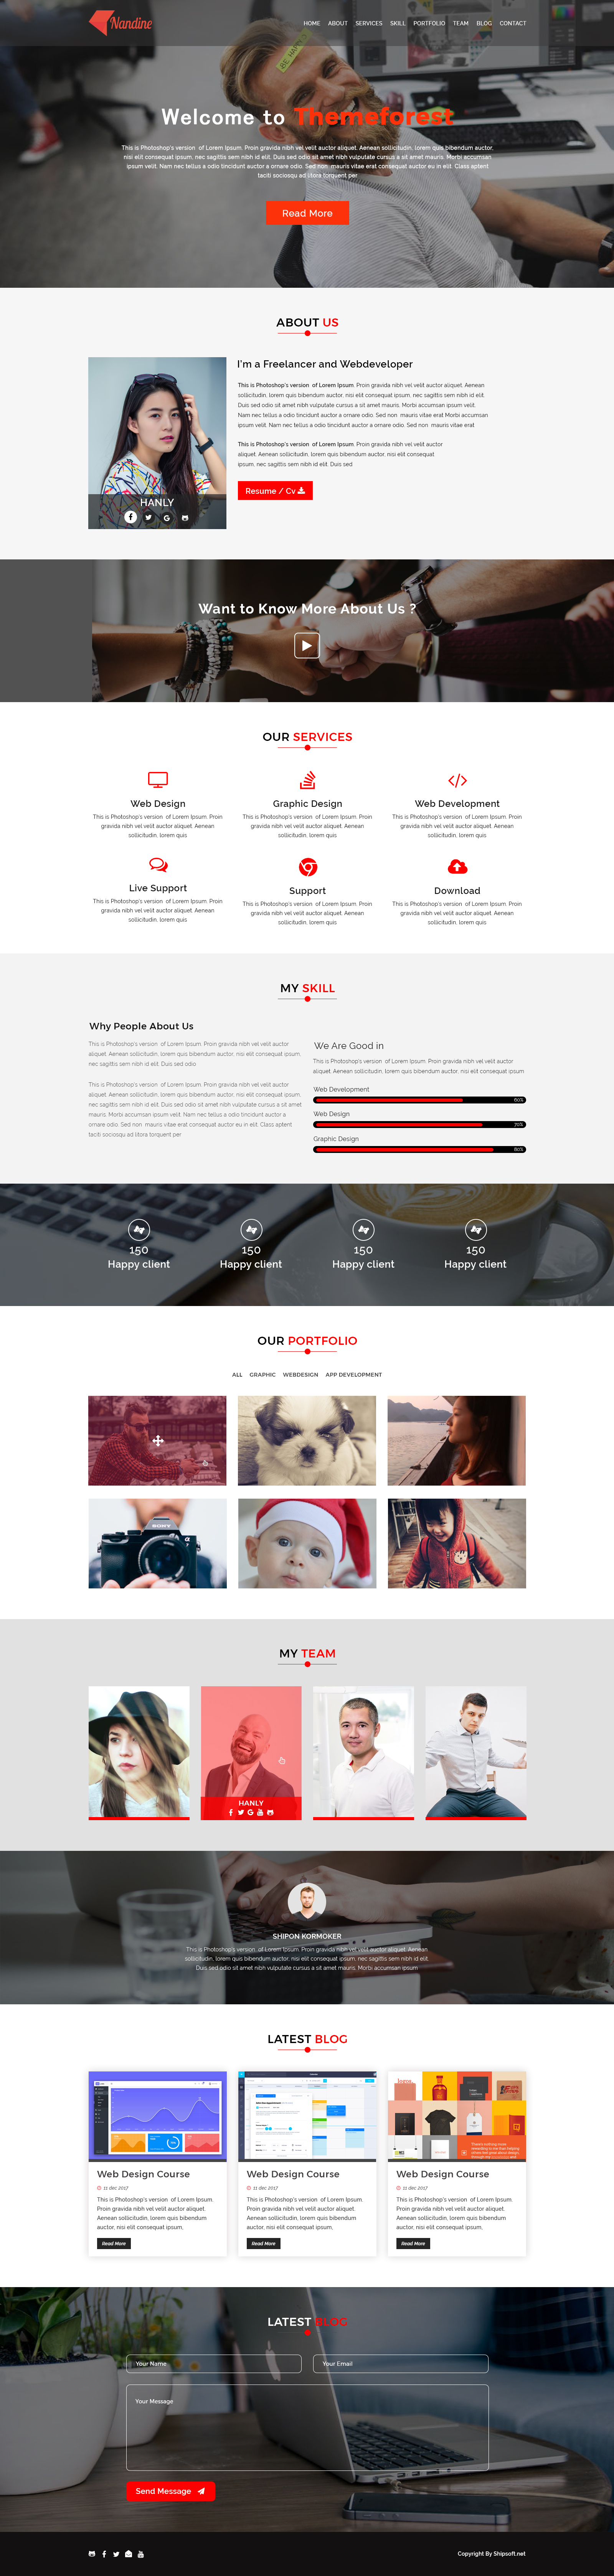 Nandine
HOME ABOUT SERVICES SKILL PORTFOLIO TEAM BLOG CONTACT
BE HAPPY
Welcome to Themeforest
This is Photoshop's version of Lorem Ipsum. Proin gravida nibh vel velit auctor aliquet. Aenean sollicitudin, lorem quis bibendum auctor,
nisi elit consequat ipsum, nec sagittis sem nibh id elit. Duis sed odio sit amet nibh vulputate cursus a sit amet mauris. Morbi accumsan
ipsum velit. Nam nec tellus a odio tincidunt auctor a ornare odio. Sed non mauris vitae erat consequat auctor eu in elit. Class aptent
taciti sociosqu ad litora torquent per
Read More
ABOUT US
HANLY
I'm a Freelancer and Webdeveloper
This is Photoshop's version of Lorem Ipsum. Proin gravida nibh vel velit auctor aliquet. Aenean
sollicitudin, lorem quis bibendum auctor, nisi elit consequat ipsum, nec sagittis sem nibh id elit.
Duis sed odio sit amet nibh vulputate cursus a sit amet mauris. Morbi accumsan ipsum velit.
Nam nec tellus a odio tincidunt auctor a ornare odio. Sed non mauris vitae erat Morbi accumsan
ipsum velit. Nam nec tellus a odio tincidunt auctor a ornare odio. Sed non mauris vitae erat
This is Photoshop's version of Lorem Ipsum. Proin gravida nibh vel velit auctor
aliquet. Aenean sollicitudin, lorem quis bibendum auctor, nisi elit consequat
ipsum, nec sagittis sem nibh id elit. Duis sed
Resume / Cv
Want to Know More About Us ?
OUR SERVICES
Web Design
This is Photoshop's version of Lorem Ipsum. Proin
gravida nibh vel velit auctor aliquet. Aenean
sollicitudin, lorem quis
Graphic Design
This is Photoshop's version of Lorem Ipsum. Proin
gravida nibh vel velit auctor aliquet. Aenean
sollicitudin, lorem quis
Web Development
This is Photoshop's version of Lorem Ipsum. Proin
gravida nibh vel velit auctor aliquet. Aenean
sollicitudin, lorem quis
Live Support
This is Photoshop's version of Lorem Ipsum. Proin
gravida nibh vel velit auctor aliquet. Aenean
sollicitudin, lorem quis
Support
This is Photoshop's version of Lorem Ipsum. Proin
gravida nibh vel velit auctor aliquet. Aenean
sollicitudin, lorem quis
Download
This is Photoshop's version of Lorem Ipsum. Proin
gravida nibh vel velit auctor aliquet. Aenean
sollicitudin, lorem quis
MY SKILL
Why People About Us
This is Photoshop's version of Lorem Ipsum. Proin gravida nibh vel velit auctor
aliquet. Aenean sollicitudin, lorem quis bibendum auctor, nisi elit consequat ipsum,
nec sagittis sem nibh id elit. Duis sed odio
This is Photoshop's version of Lorem Ipsum. Proin gravida nibh vel velit auctor
aliquet. Aenean sollicitudin, lorem quis bibendum auctor, nisi elit consequat ipsum,
nec sagittis sem nibh id elit. Duis sed odio sit amet nibh vulputate cursus a sit amet
mauris. Morbi accumsan ipsum velit. Nam nec tellus a odio tincidunt auctor a
ornare odio. Sed non mauris vitae erat consequat auctor eu in elit. Class aptent
taciti sociosqu ad litora torquent per
We Are Good in
This is Photoshop's version of Lorem Ipsum. Proin gravida nibh vel velit auctor
aliquet. Aenean sollicitudin, lorem quis bibendum auctor, nisi elit consequat ipsum
Web Development
60%
Web Design
70%
Graphic Design
80%
150
Happy client
150
Happy client
150
Happy client
150
Happy client
OUR PORTFOLIO
ALL GRAPHIC WEBDESIGN APP DEVELOPMENT
SONY
MY TEAM
HANLY
SHIPON KORMOKER
This is Photoshop's version of Lorem Ipsum. Proin gravida nibh vel velit auctor aliquet. Aenean
sollicitudin, lorem quis bibendum auctor, nisi elit consequat ipsum, nec sagittis sem nibh id elit.
Duis sed odio sit amet nibh vulputate cursus a sit amet mauris. Morbi accumsan ipsum
LATEST BLOG
Web Design Course
11 dec 2017
This is Photoshop's version of Lorem Ipsum.
Proin gravida nibh vel velit auctor aliquet.
Aenean sollicitudin, lorem quis bibendum
auctor, nisi elit consequat ipsum,
Read More
Web Design Course
11 dec 2017
This is Photoshop's version of Lorem Ipsum.
Proin gravida nibh vel velit auctor aliquet.
Aenean sollicitudin, lorem quis bibendum
auctor, nisi elit consequat ipsum,
Read More
Web Design Course
11 dec 2017
This is Photoshop's version of Lorem Ipsum.
Proin gravida nibh vel velit auctor aliquet.
Aenean sollicitudin, lorem quis bibendum
auctor, nisi elit consequat ipsum,
Read More
LATEST BLOG
Your Name
Your Email
Your Message
Send Message
Copyright By Shipsoft.net